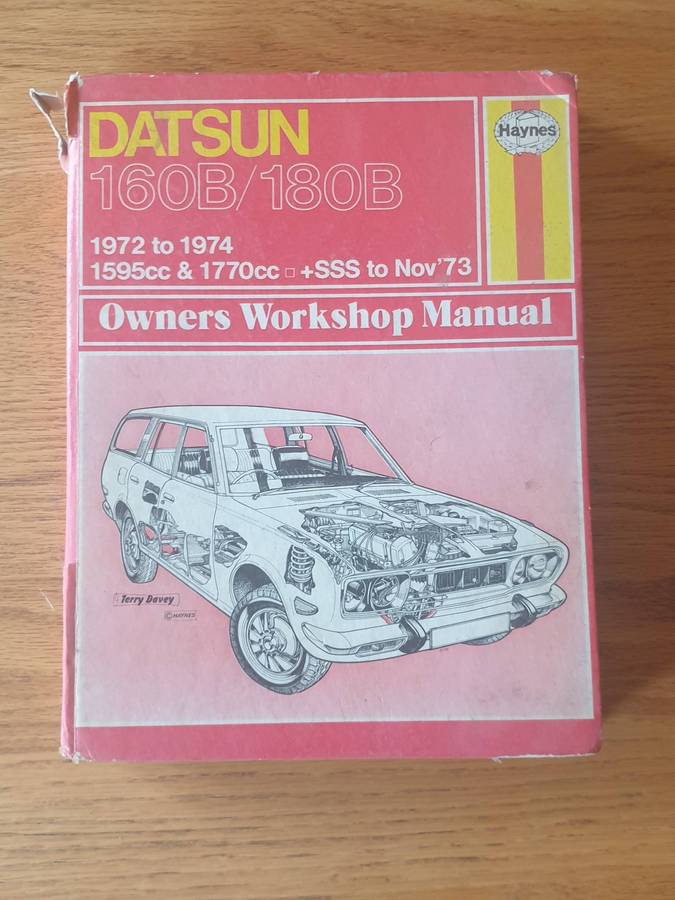 DATSUN
160B/180B
1972 to 1974
1595cc & 1770cc □ +SSS to Nov'73
Haynes
Owners Workshop Manual
Terry Davey
© HAYNES